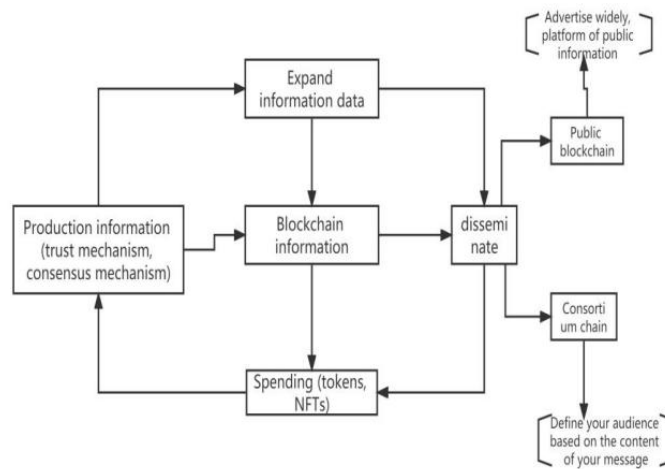 Advertise widely,
platform of public
information
Expand
information data
Public
blockchain
Production information
(trust mechanism,
consensus mechanism)
Blockchain
information
dissemi
nate
Consorti
um chain
Spending (tokens,
NFTs)
Define your audience
based on the content
of your message